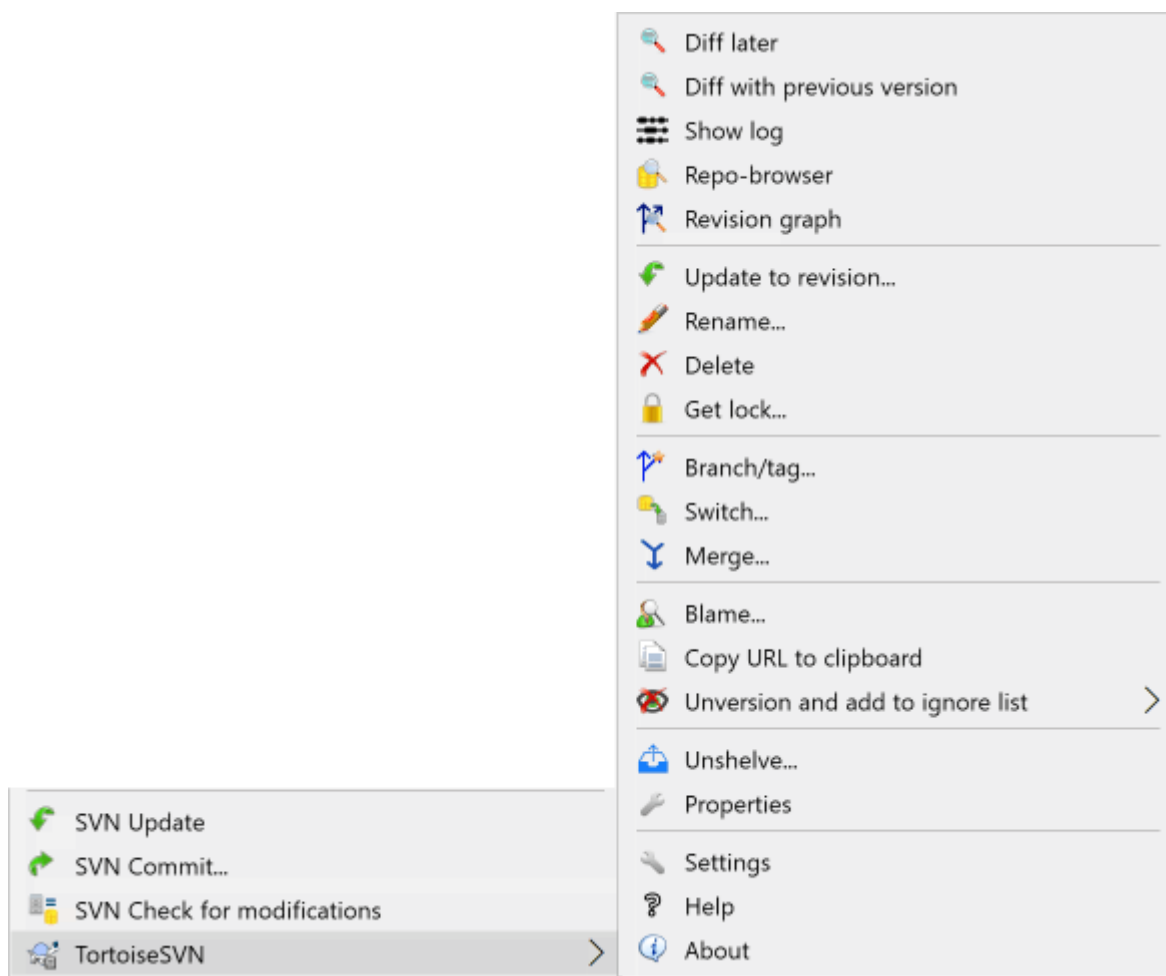 Diff later
Diff with previous version
Show log
Repo-browser
Revision graph
Update to revision...
Rename...
Delete
Get lock...
Branch/tag...
Switch...
Merge...
Blame...
Copy URL to clipboard
Unversion and add to ignore list
Unshelve...
Properties
Settings
Help
About
SVN Update
SVN Commit...
SVN Check for modifications
TortoiseSVN